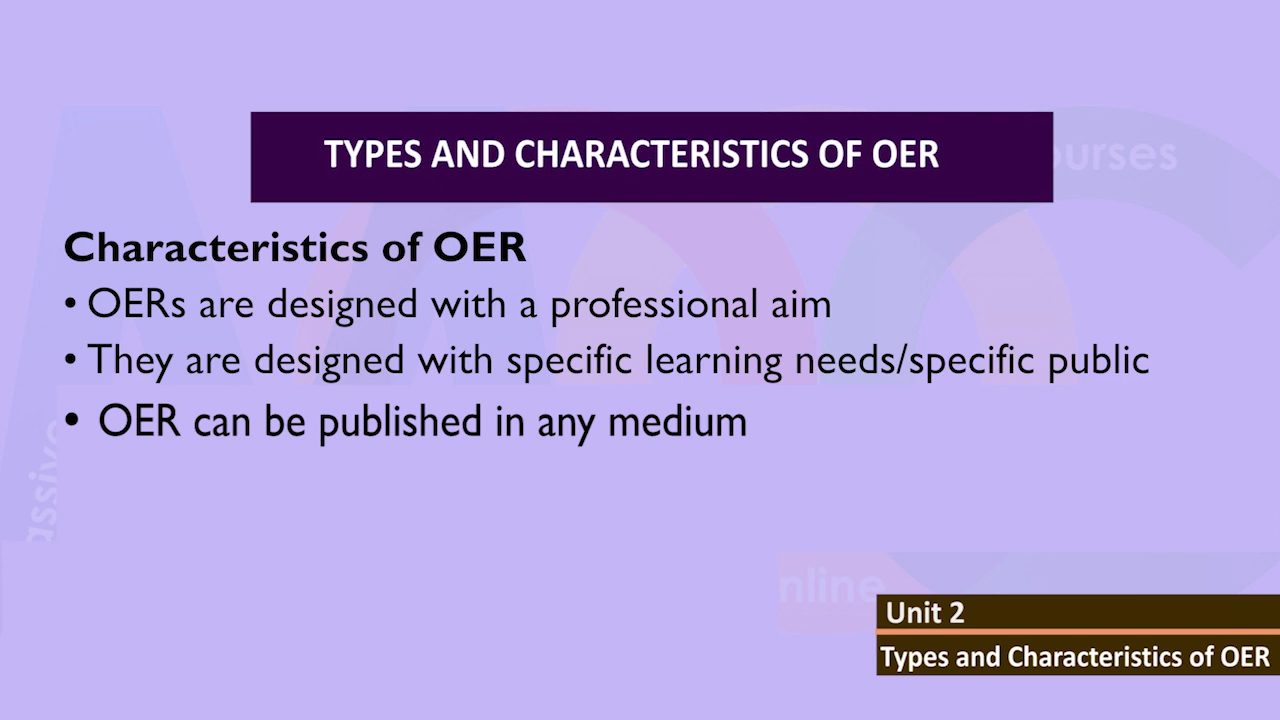 TYPES AND CHARACTERISTICS OF OER
Characteristics of OER
• OERs are designed with a professional aim
• They are designed with specific learning needs/specific public
• OER can be published in any medium
Unit 2
Types and Characteristics of OER